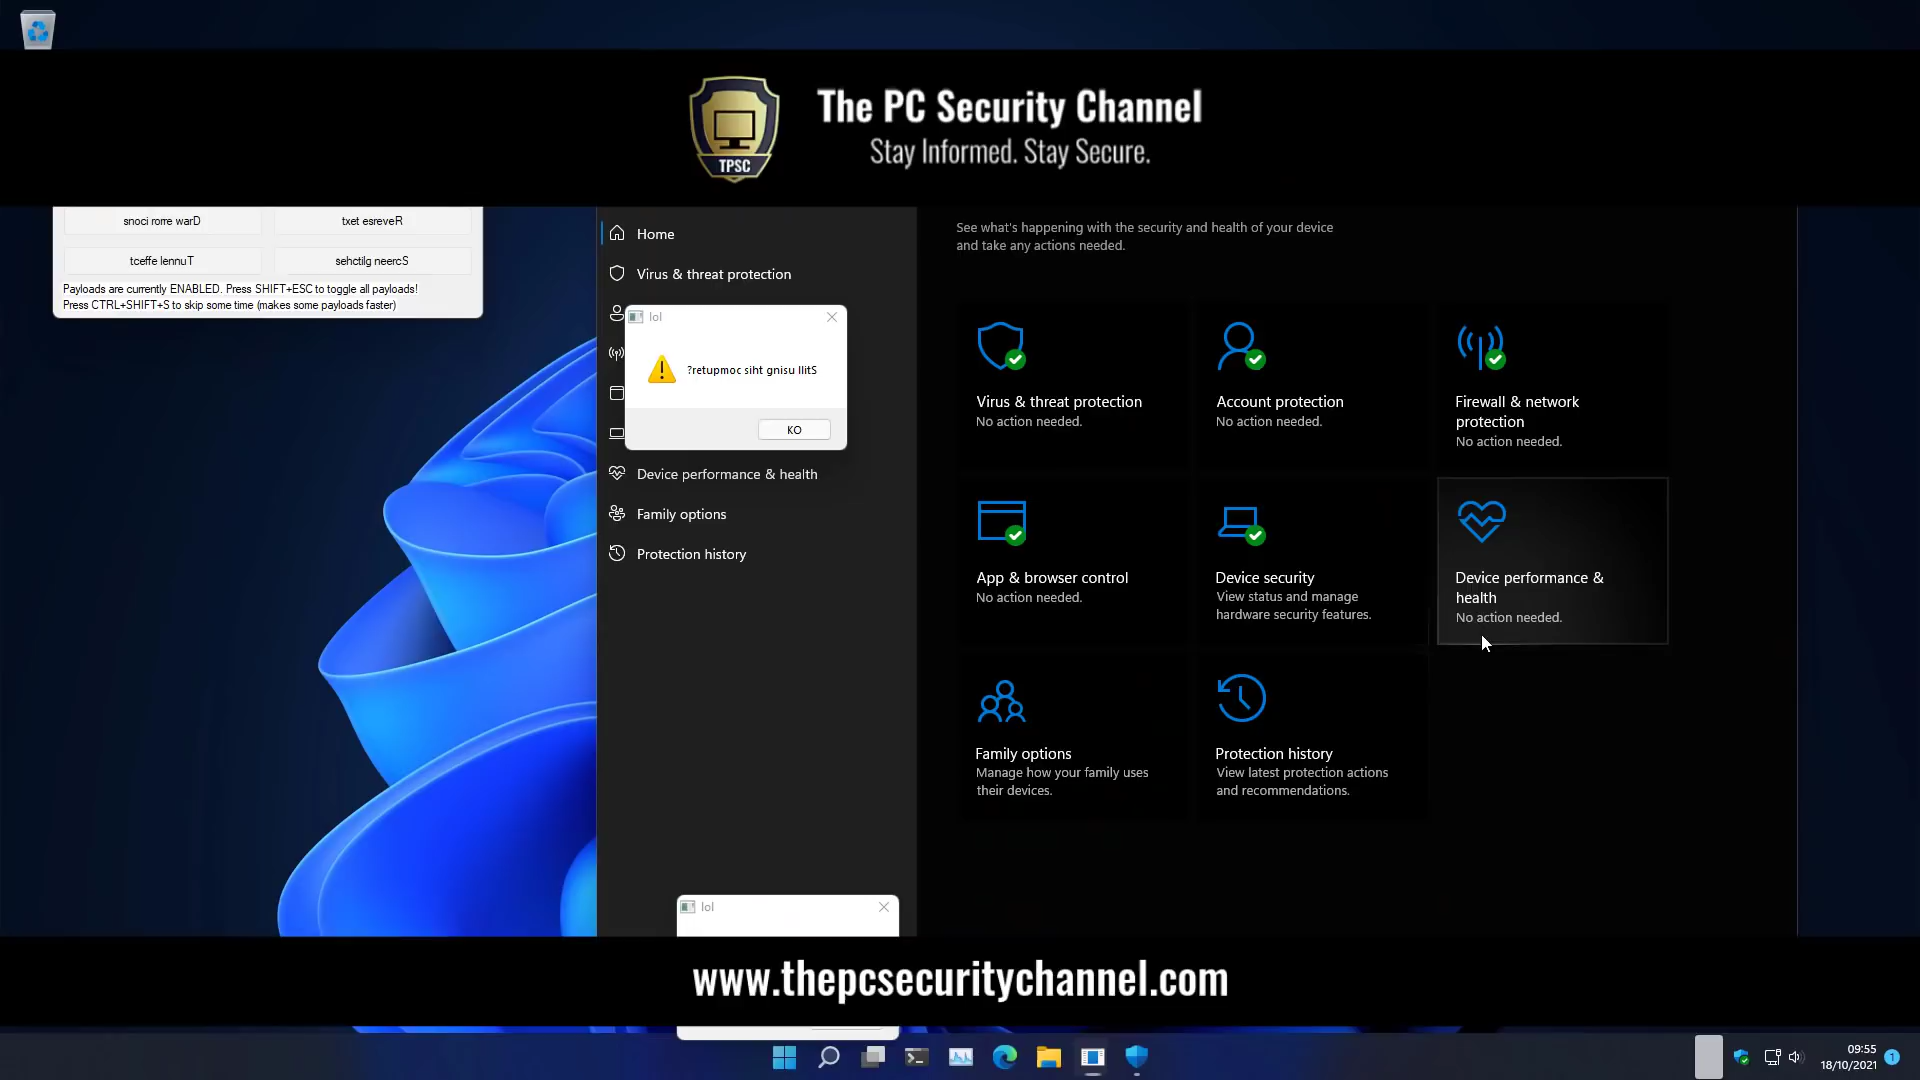 The PC Security Channel
Stay Informed. Stay Secure.
TPSC
snoci rorre warD
txet esreveR
tceffe lennuT
sehctilg neercS
Payloads are currently ENABLED. Press SHIFT+ESC to toggle all payloads!
Press CTRL+SHIFT+S to skip some time (makes some payloads faster)
Home
Virus & threat protection
Device performance & health
Family options
Protection history
lol
?retupmoc siht gnisu llitS
KO
See what's happening with the security and health of your device
and take any actions needed.
Virus & threat protection
No action needed.
Account protection
No action needed.
Firewall & network
protection
No action needed.
App & browser control
No action needed.
Device security
View status and manage
hardware security features.
Device performance &
health
No action needed.
Family options
Manage how your family uses
their devices.
Protection history
View latest protection actions
and recommendations.
lol
www.thepcsecuritychannel.com
09:55
18/10/2021
1